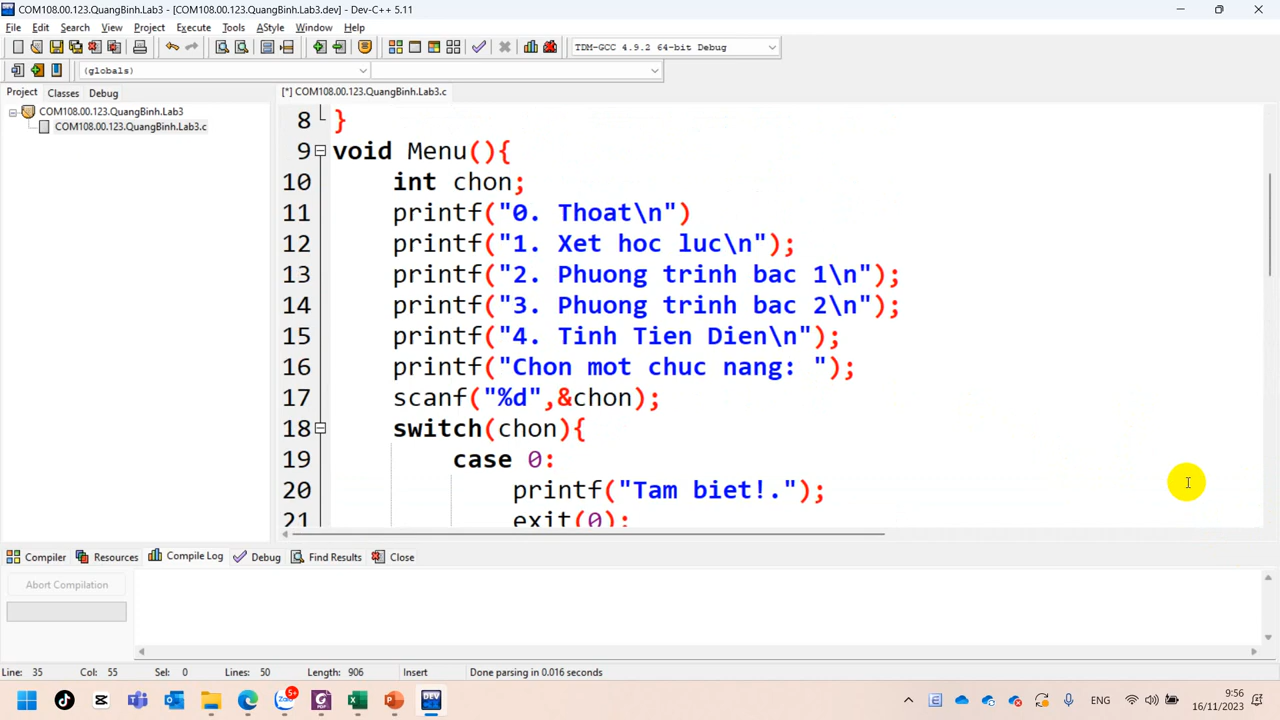 COM108.00.123.QuangBinh.Lab3 - [COM108.00.123.QuangBinh.Lab3.dev] - Dev-C++ 5.11
File Edit Search View Project Execute Tools AStyle Window Help
TDM-GCC 4.9.2 64-bit Debug
(globals)
Project Classes Debug
[*] COM108.00.123.QuangBinh.Lab3.c
COM108.00.123.QuangBinh.Lab3
COM108.00.123.QuangBinh.Lab3.c
8 }
9 void Menu(){
10 int chon;
11 printf("0. Thoat\n")
12 printf("1. Xet hoc luc\n");
13 printf("2. Phuong trinh bac 1\n");
14 printf("3. Phuong trinh bac 2\n");
15 printf("4. Tinh Tien Dien\n");
16 printf("Chon mot chuc nang: ");
17 scanf("%d",&chon);
18 switch(chon){
19 case 0:
20 printf("Tam biet!.");
21 exit(0);
Compiler Resources Compile Log Debug Find Results Close
Abort Compilation
Line: 35 Col: 55 Sel: 0 Lines: 50 Length: 906 Insert Done parsing in 0.016 seconds
5+
DEV
ENG
9:56
16/11/2023